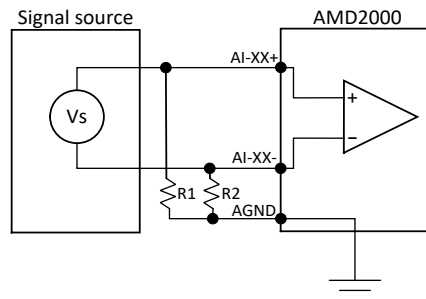 Signal source
AMD2000
AI-XX+
Vs
+
−
AI-XX-
R1
R2
AGND